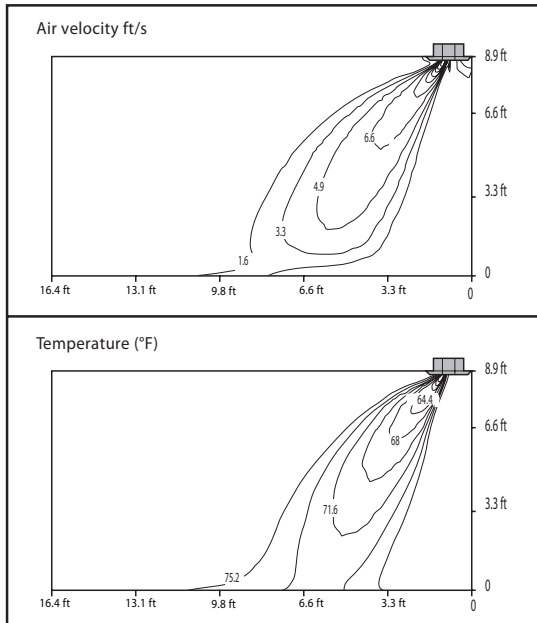 Air velocity ft/s
8.9 ft
6.6 ft
6.6
4.9
3.3 ft
3.3
1.6
0
16.4 ft 13.1 ft 9.8 ft 6.6 ft 3.3 ft 0
Temperature (°F)
8.9 ft
64.4
6.6 ft
68
71.6
3.3 ft
75.2
0
16.4 ft 13.1 ft 9.8 ft 6.6 ft 3.3 ft 0